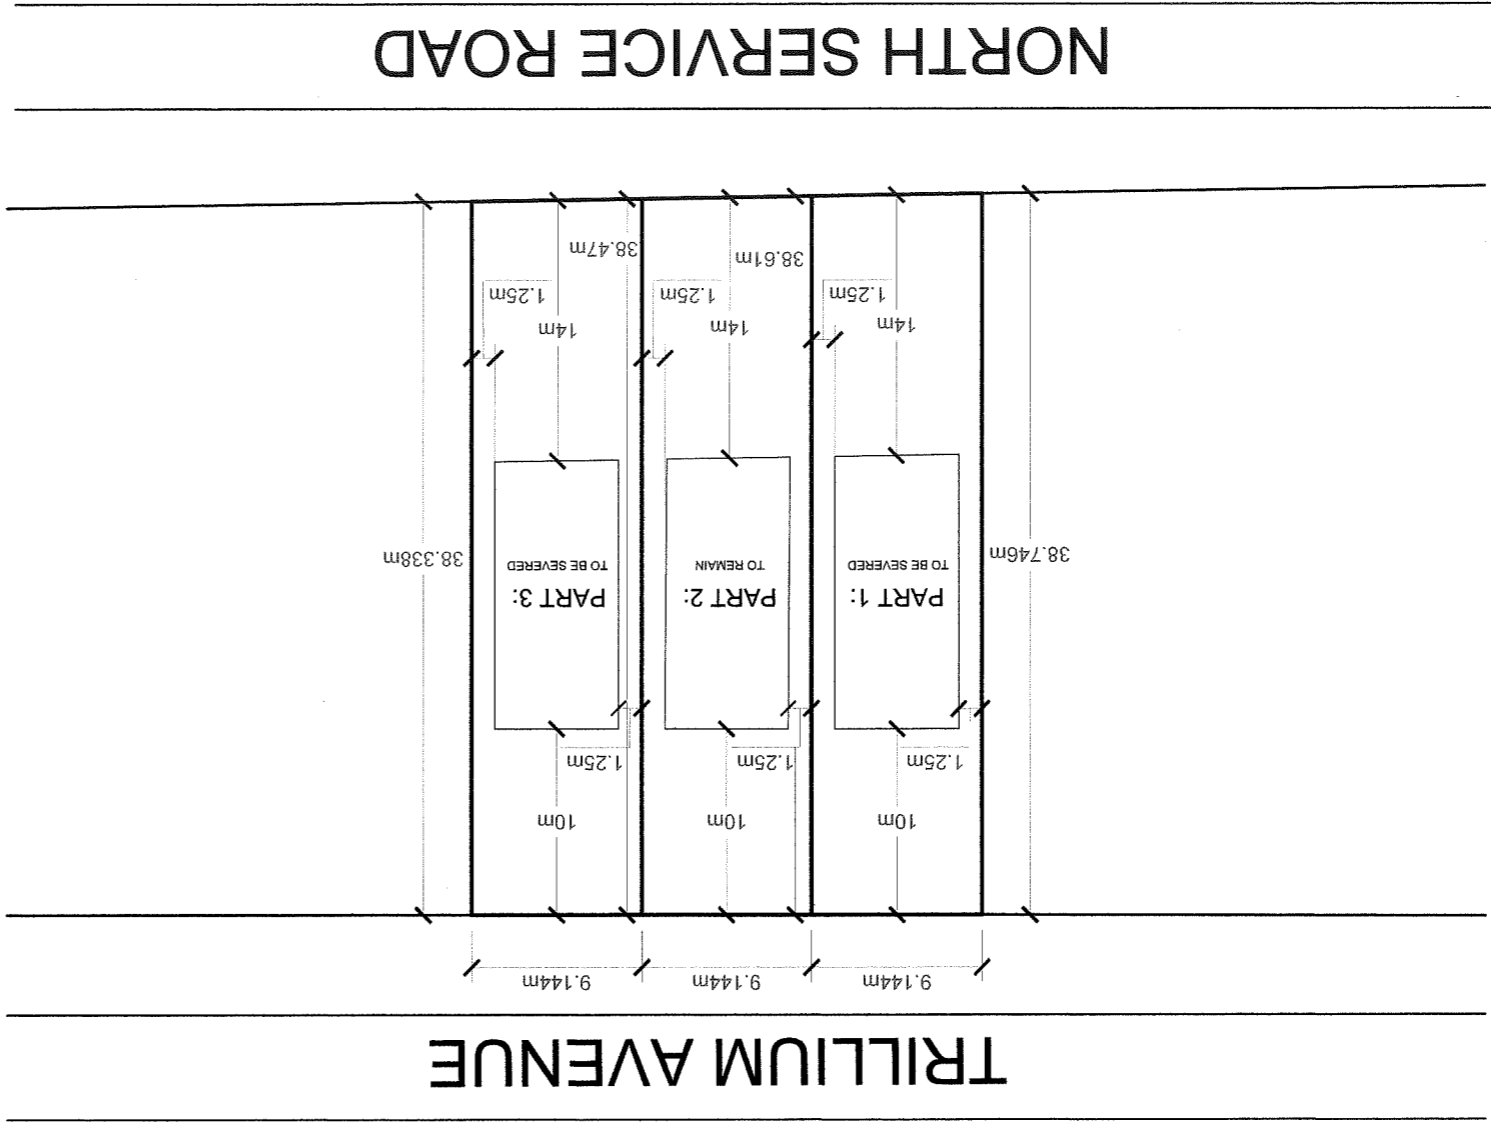 TRILLIUM AVENUE
9.144m
9.144m
9.144m
10m
10m
10m
1.25m
1.25m
1.25m
PART 1:
TO BE SEVERED
PART 2:
TO REMAIN
PART 3:
TO BE SEVERED
38.746m
38.338m
14m
14m
14m
1.25m
1.25m
1.25m
38.61m
38.47m
NORTH SERVICE ROAD